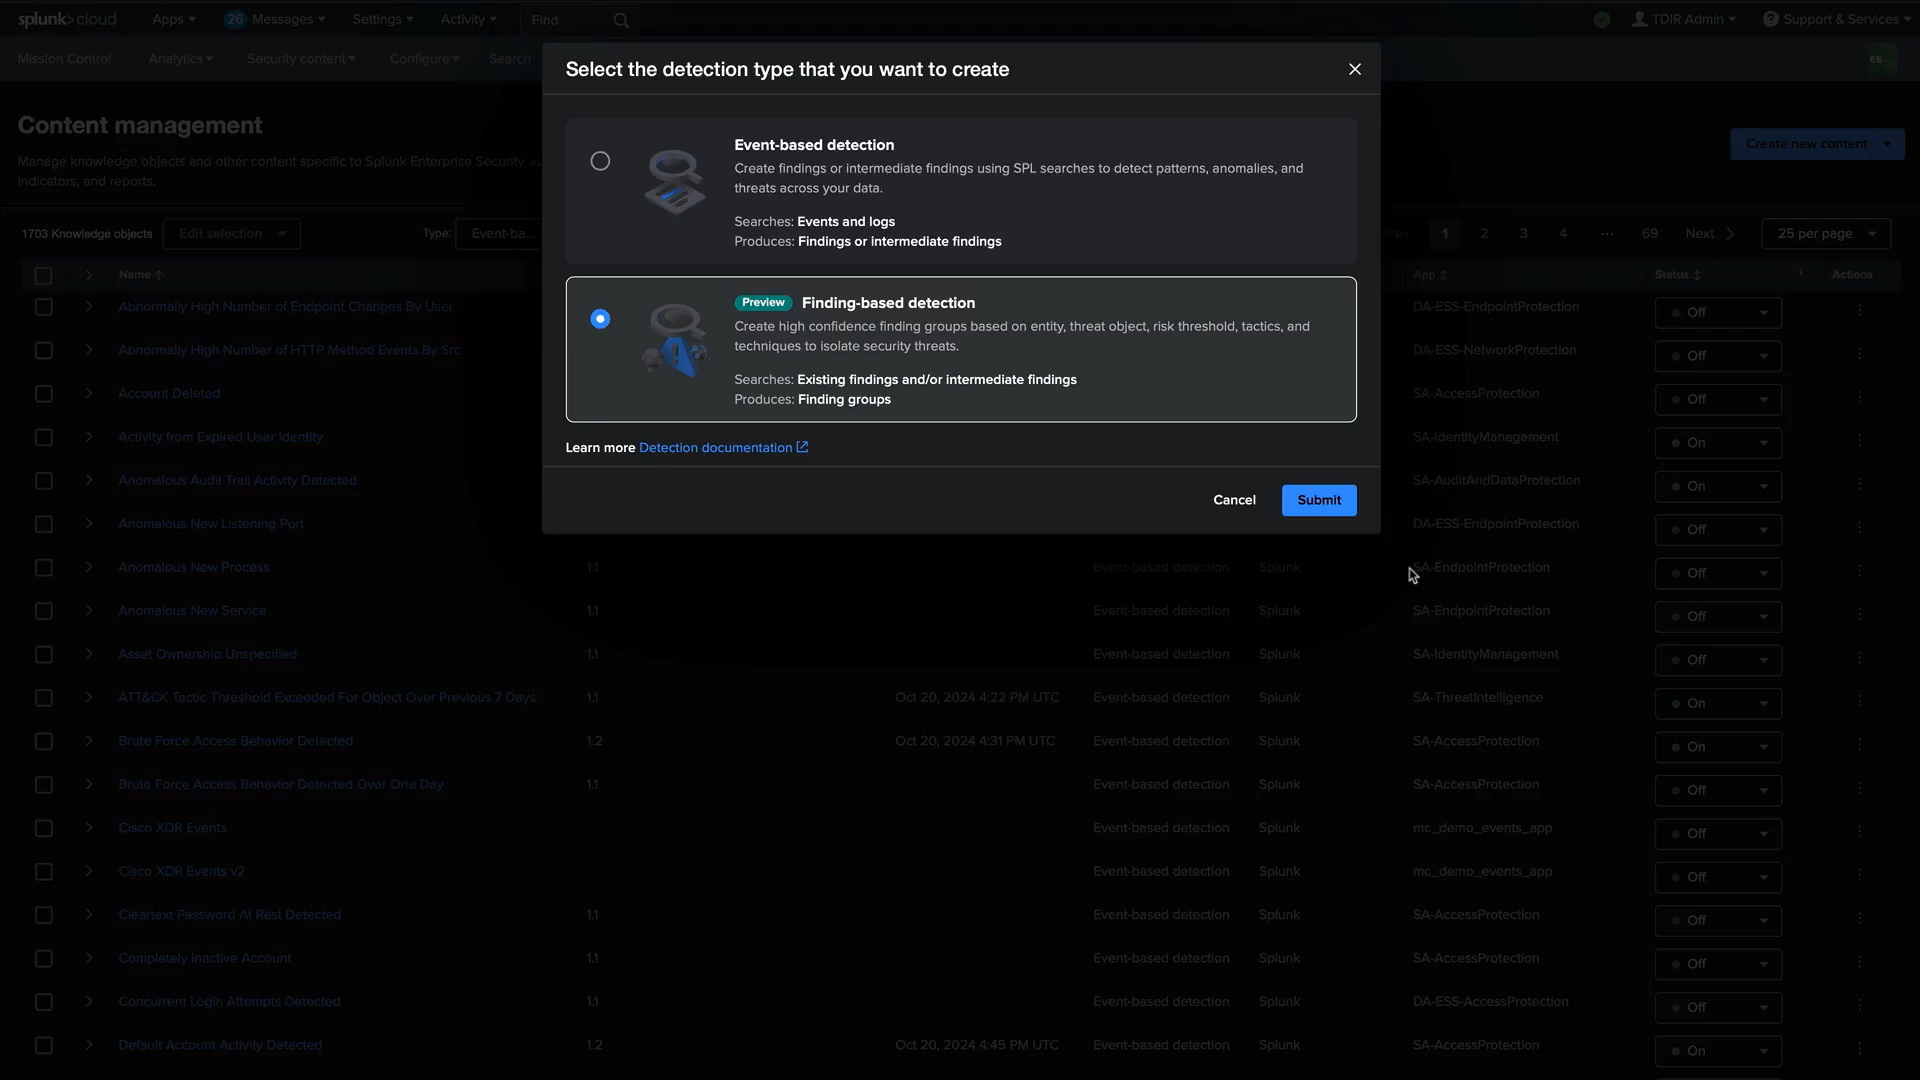 splunk>cloud Apps 26 Messages Settings Activity Find TDIR Admin Support & Services
Mission Control Analytics Security content Configure Search ES
Select the detection type that you want to create
Content management
Manage knowledge objects and other content specific to Splunk Enterprise Security, su
indicators, and reports.
Create new content
Event-based detection
Create findings or intermediate findings using SPL searches to detect patterns, anomalies, and
threats across your data.
Searches: Events and logs
Produces: Findings or intermediate findings
1703 Knowledge objects Edit selection Type: Event-ba... Prev 1 2 3 4 ... 69 Next 25 per page
Name App Status Actions
Preview Finding-based detection
Create high confidence finding groups based on entity, threat object, risk threshold, tactics, and
techniques to isolate security threats.
Searches: Existing findings and/or intermediate findings
Produces: Finding groups
Learn more Detection documentation
Cancel Submit
Abnormally High Number of Endpoint Changes By User DA-ESS-EndpointProtection Off
Abnormally High Number of HTTP Method Events By Src DA-ESS-NetworkProtection Off
Account Deleted SA-AccessProtection Off
Activity from Expired User Identity SA-IdentityManagement On
Anomalous Audit Trail Activity Detected SA-AuditAndDataProtection On
Anomalous New Listening Port DA-ESS-EndpointProtection Off
Anomalous New Process 1.1 Event-based detection Splunk SA-EndpointProtection Off
Anomalous New Service 1.1 Event-based detection Splunk SA-EndpointProtection Off
Asset Ownership Unspecified 1.1 Event-based detection Splunk SA-IdentityManagement Off
ATT&CK Tactic Threshold Exceeded For Object Over Previous 7 Days 1.1 Oct 20, 2024 4:22 PM UTC Event-based detection Splunk SA-ThreatIntelligence On
Brute Force Access Behavior Detected 1.2 Oct 20, 2024 4:31 PM UTC Event-based detection Splunk SA-AccessProtection On
Brute Force Access Behavior Detected Over One Day 1.1 Event-based detection Splunk SA-AccessProtection Off
Cisco XDR Events Event-based detection Splunk mc_demo_events_app Off
Cisco XDR Events v2 Event-based detection Splunk mc_demo_events_app Off
Cleartext Password At Rest Detected 1.1 Event-based detection Splunk SA-AccessProtection Off
Completely Inactive Account 1.1 Event-based detection Splunk SA-AccessProtection Off
Concurrent Login Attempts Detected 1.1 Event-based detection Splunk DA-ESS-AccessProtection Off
Default Account Activity Detected 1.2 Oct 20, 2024 4:45 PM UTC Event-based detection Splunk SA-AccessProtection On